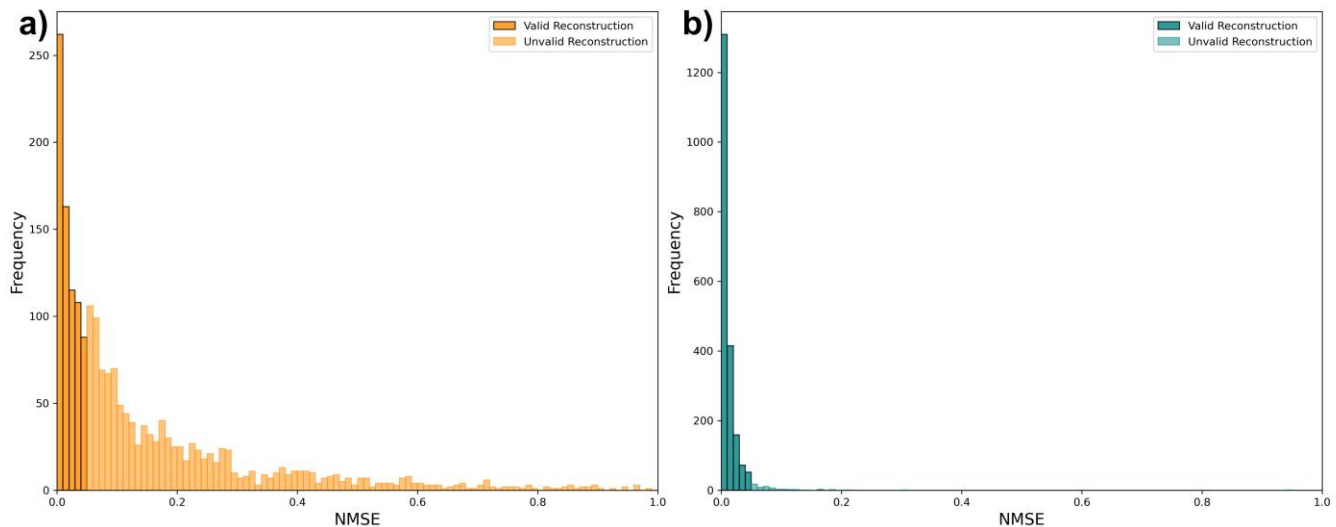 a)
Valid Reconstruction
Unvalid Reconstruction
Frequency
250
200
150
100
50
0
0.0 0.2 0.4 0.6 0.8 1.0
NMSE
b)
Valid Reconstruction
Unvalid Reconstruction
Frequency
1200
1000
800
600
400
200
0
0.0 0.2 0.4 0.6 0.8 1.0
NMSE